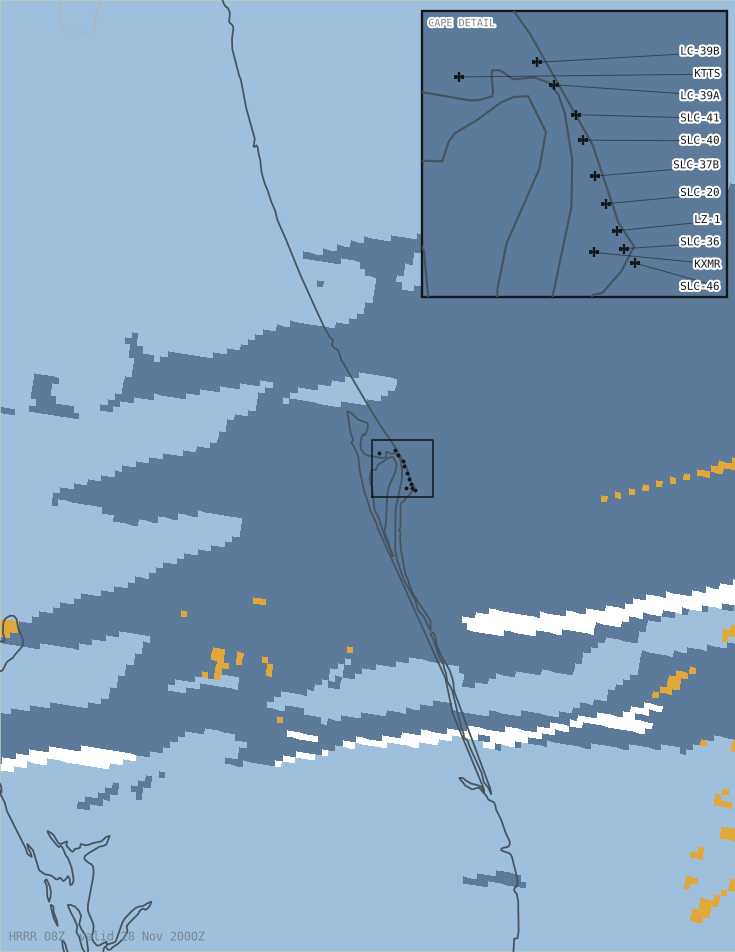 CAPE DETAIL
LC-39B
KTTS
LC-39A
SLC-41
SLC-40
SLC-37B
SLC-20
LZ-1
SLC-36
KXMR
SLC-46
HRRR 08Z  valid 28 Nov 2000Z